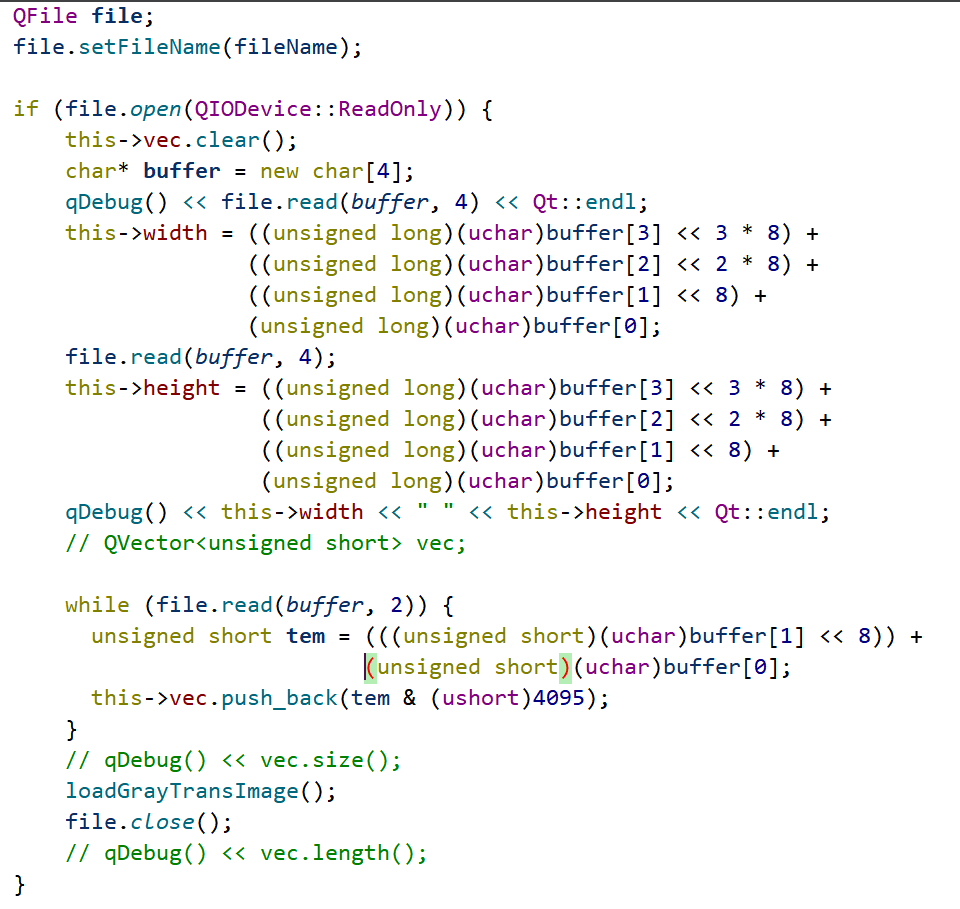 QFile file;
file.setFileName(fileName);

if (file.open(QIODevice::ReadOnly)) {
    this->vec.clear();
    char* buffer = new char[4];
    qDebug() << file.read(buffer, 4) << Qt::endl;
    this->width = ((unsigned long)(uchar)buffer[3] << 3 * 8) +
                  ((unsigned long)(uchar)buffer[2] << 2 * 8) +
                  ((unsigned long)(uchar)buffer[1] << 8) +
                  (unsigned long)(uchar)buffer[0];
    file.read(buffer, 4);
    this->height = ((unsigned long)(uchar)buffer[3] << 3 * 8) +
                   ((unsigned long)(uchar)buffer[2] << 2 * 8) +
                   ((unsigned long)(uchar)buffer[1] << 8) +
                   (unsigned long)(uchar)buffer[0];
    qDebug() << this->width << " " << this->height << Qt::endl;
    // QVector<unsigned short> vec;

    while (file.read(buffer, 2)) {
      unsigned short tem = (((unsigned short)(uchar)buffer[1] << 8)) +
                           (unsigned short)(uchar)buffer[0];
      this->vec.push_back(tem & (ushort)4095);
    }
    // qDebug() << vec.size();
    loadGrayTransImage();
    file.close();
    // qDebug() << vec.length();
}